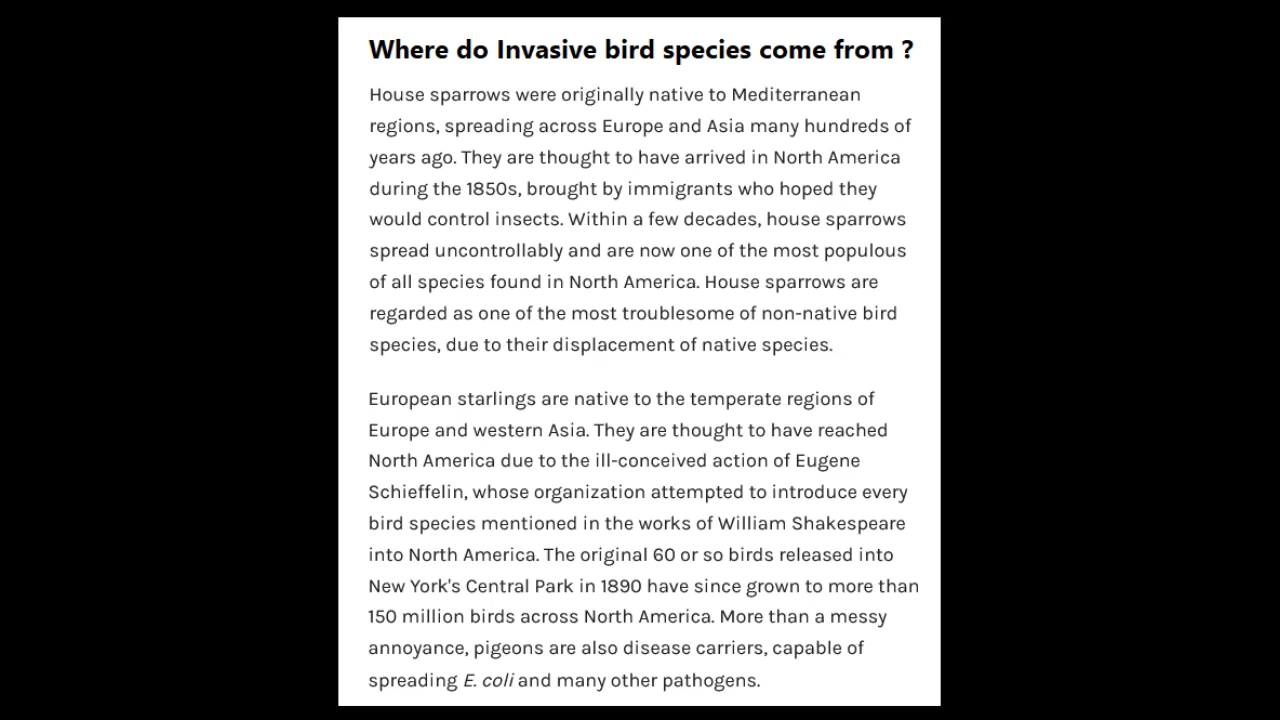 Where do Invasive bird species come from ?
House sparrows were originally native to Mediterranean
regions, spreading across Europe and Asia many hundreds of
years ago. They are thought to have arrived in North America
during the 1850s, brought by immigrants who hoped they
would control insects. Within a few decades, house sparrows
spread uncontrollably and are now one of the most populous
of all species found in North America. House sparrows are
regarded as one of the most troublesome of non-native bird
species, due to their displacement of native species.
European starlings are native to the temperate regions of
Europe and western Asia. They are thought to have reached
North America due to the ill-conceived action of Eugene
Schieffelin, whose organization attempted to introduce every
bird species mentioned in the works of William Shakespeare
into North America. The original 60 or so birds released into
New York's Central Park in 1890 have since grown to more than
150 million birds across North America. More than a messy
annoyance, pigeons are also disease carriers, capable of
spreading E. coli and many other pathogens.